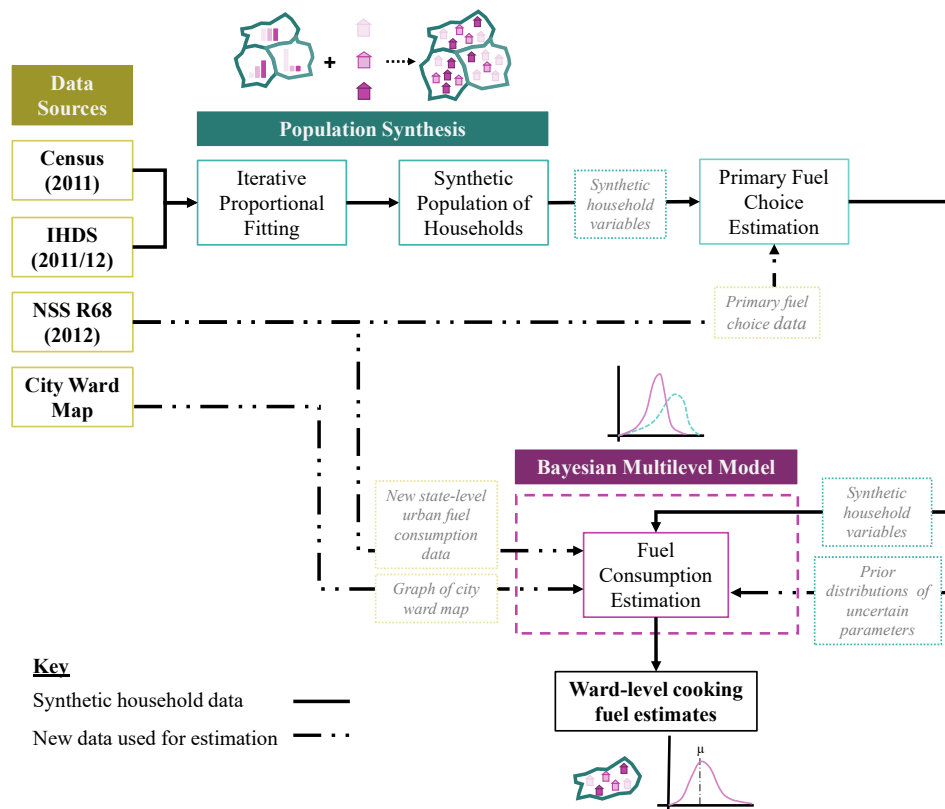 Data
Sources
Population Synthesis
Census
(2011)
IHDS
(2011/12)
NSS R68
(2012)
City Ward
Map
Iterative
Proportional
Fitting
Synthetic
Population of
Households
Synthetic
household
variables
Primary Fuel
Choice
Estimation
Primary fuel
choice data
Bayesian Multilevel Model
New state-level
urban fuel
consumption
data
Graph of city
ward map
Fuel
Consumption
Estimation
Synthetic
household
variables
Prior
distributions of
uncertain
parameters
Ward-level cooking
fuel estimates
μ
Key
Synthetic household data
New data used for estimation